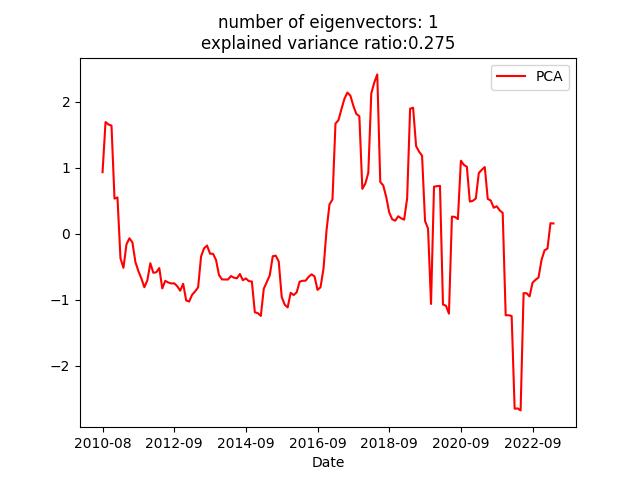 number of eigenvectors: 1
explained variance ratio:0.275
PCA
2
1
0
−1
−2
2010-08 2012-09 2014-09 2016-09 2018-09 2020-09 2022-09
Date